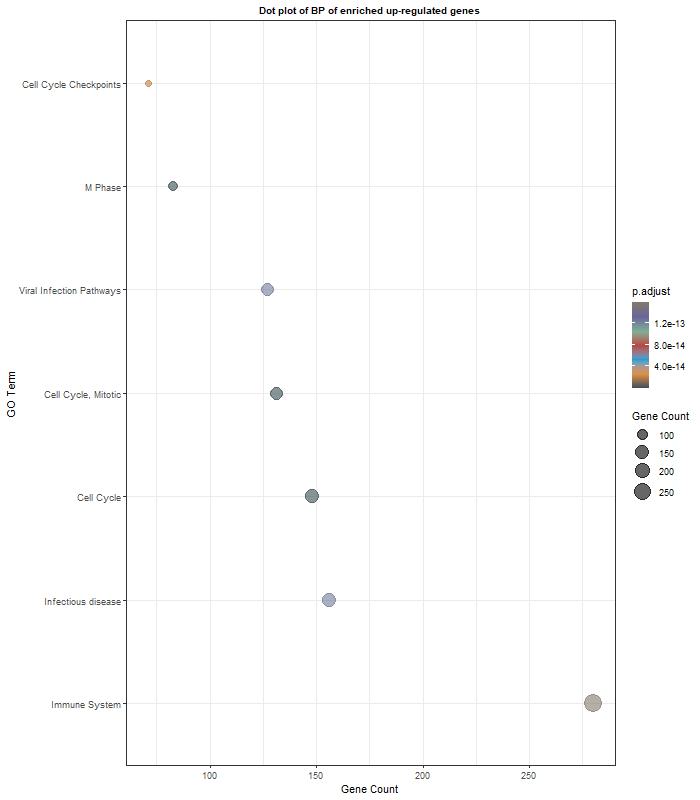 Dot plot of BP of enriched up-regulated genes
Cell Cycle Checkpoints
M Phase
Viral Infection Pathways
Cell Cycle, Mitotic
Cell Cycle
Infectious disease
Immune System
GO Term
100 150 200 250
Gene Count
p.adjust
1.2e-13
8.0e-14
4.0e-14
Gene Count
100
150
200
250